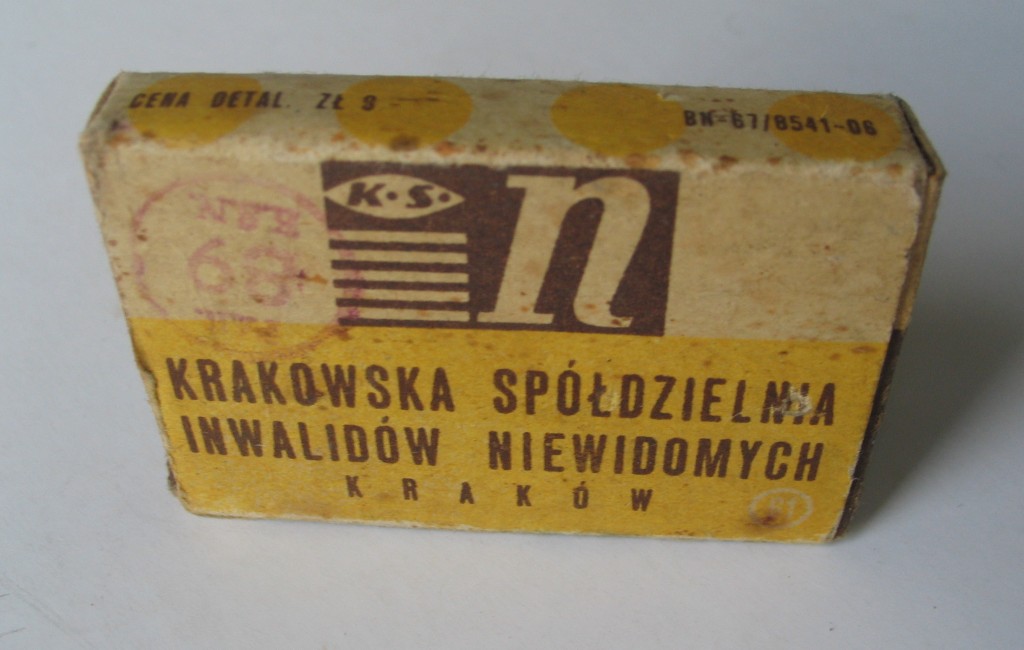 CENA DETAL. ZŁ 9
BN-67/8541-06
K·S·
n
KRAKOWSKA SPÓŁDZIELNIA
INWALIDÓW NIEWIDOMYCH
KRAKÓW